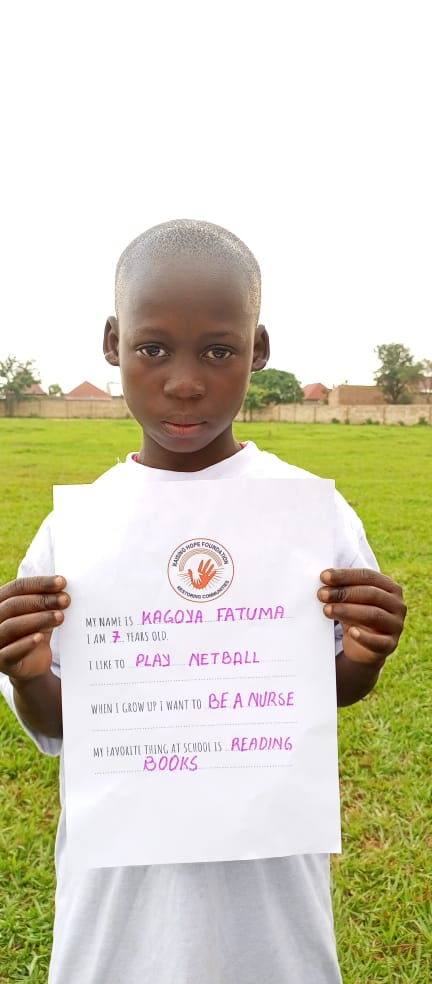 RAISING HOPE FOUNDATION
RESTORING COMMUNITIES
MY NAME IS KAGOYA FATUMA
I AM 7 YEARS OLD.
I LIKE TO PLAY NETBALL
WHEN I GROW UP I WANT TO BE A NURSE
MY FAVORITE THING AT SCHOOL IS READING
BOOKS